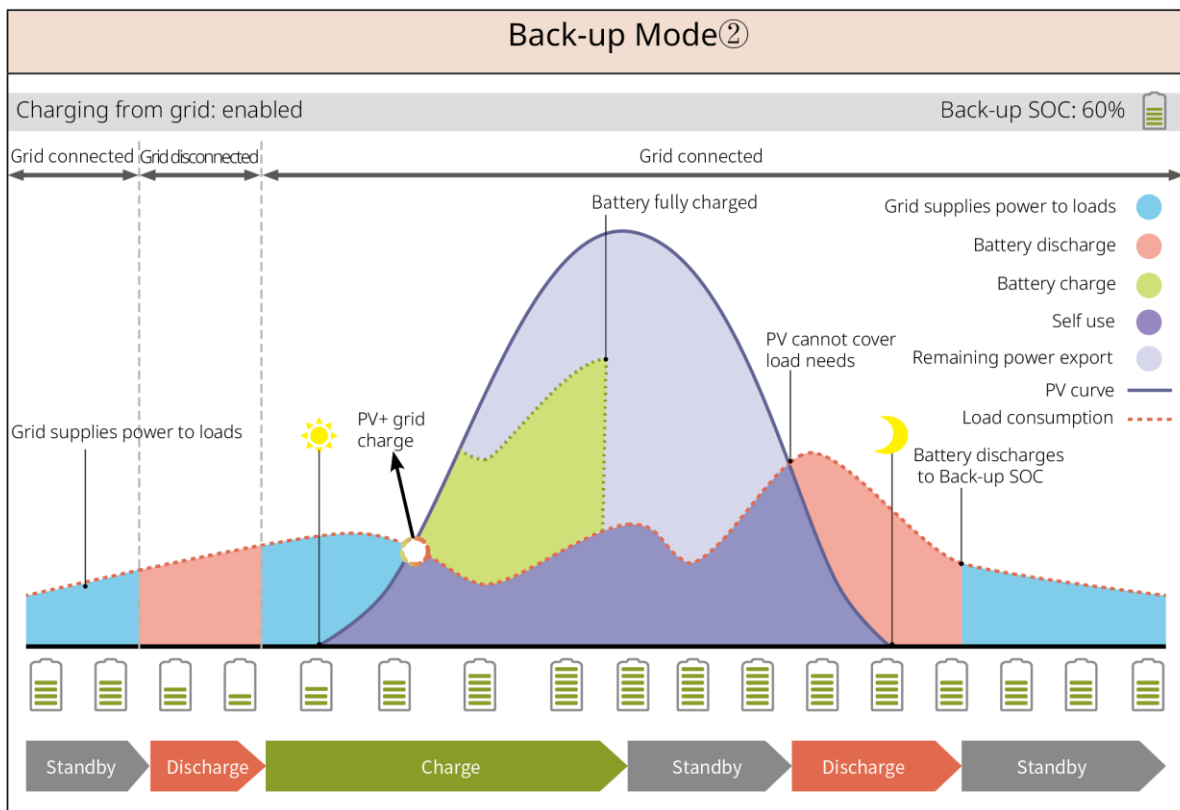 Back-up Mode②
Charging from grid: enabled
Back-up SOC: 60%
Grid connected
Grid disconnected
Grid connected
Battery fully charged
Grid supplies power to loads
Battery discharge
Battery charge
Self use
Remaining power export
PV curve
Load consumption
PV cannot cover
load needs
PV+ grid
charge
Grid supplies power to loads
Battery discharges
to Back-up SOC
Standby
Discharge
Charge
Standby
Discharge
Standby